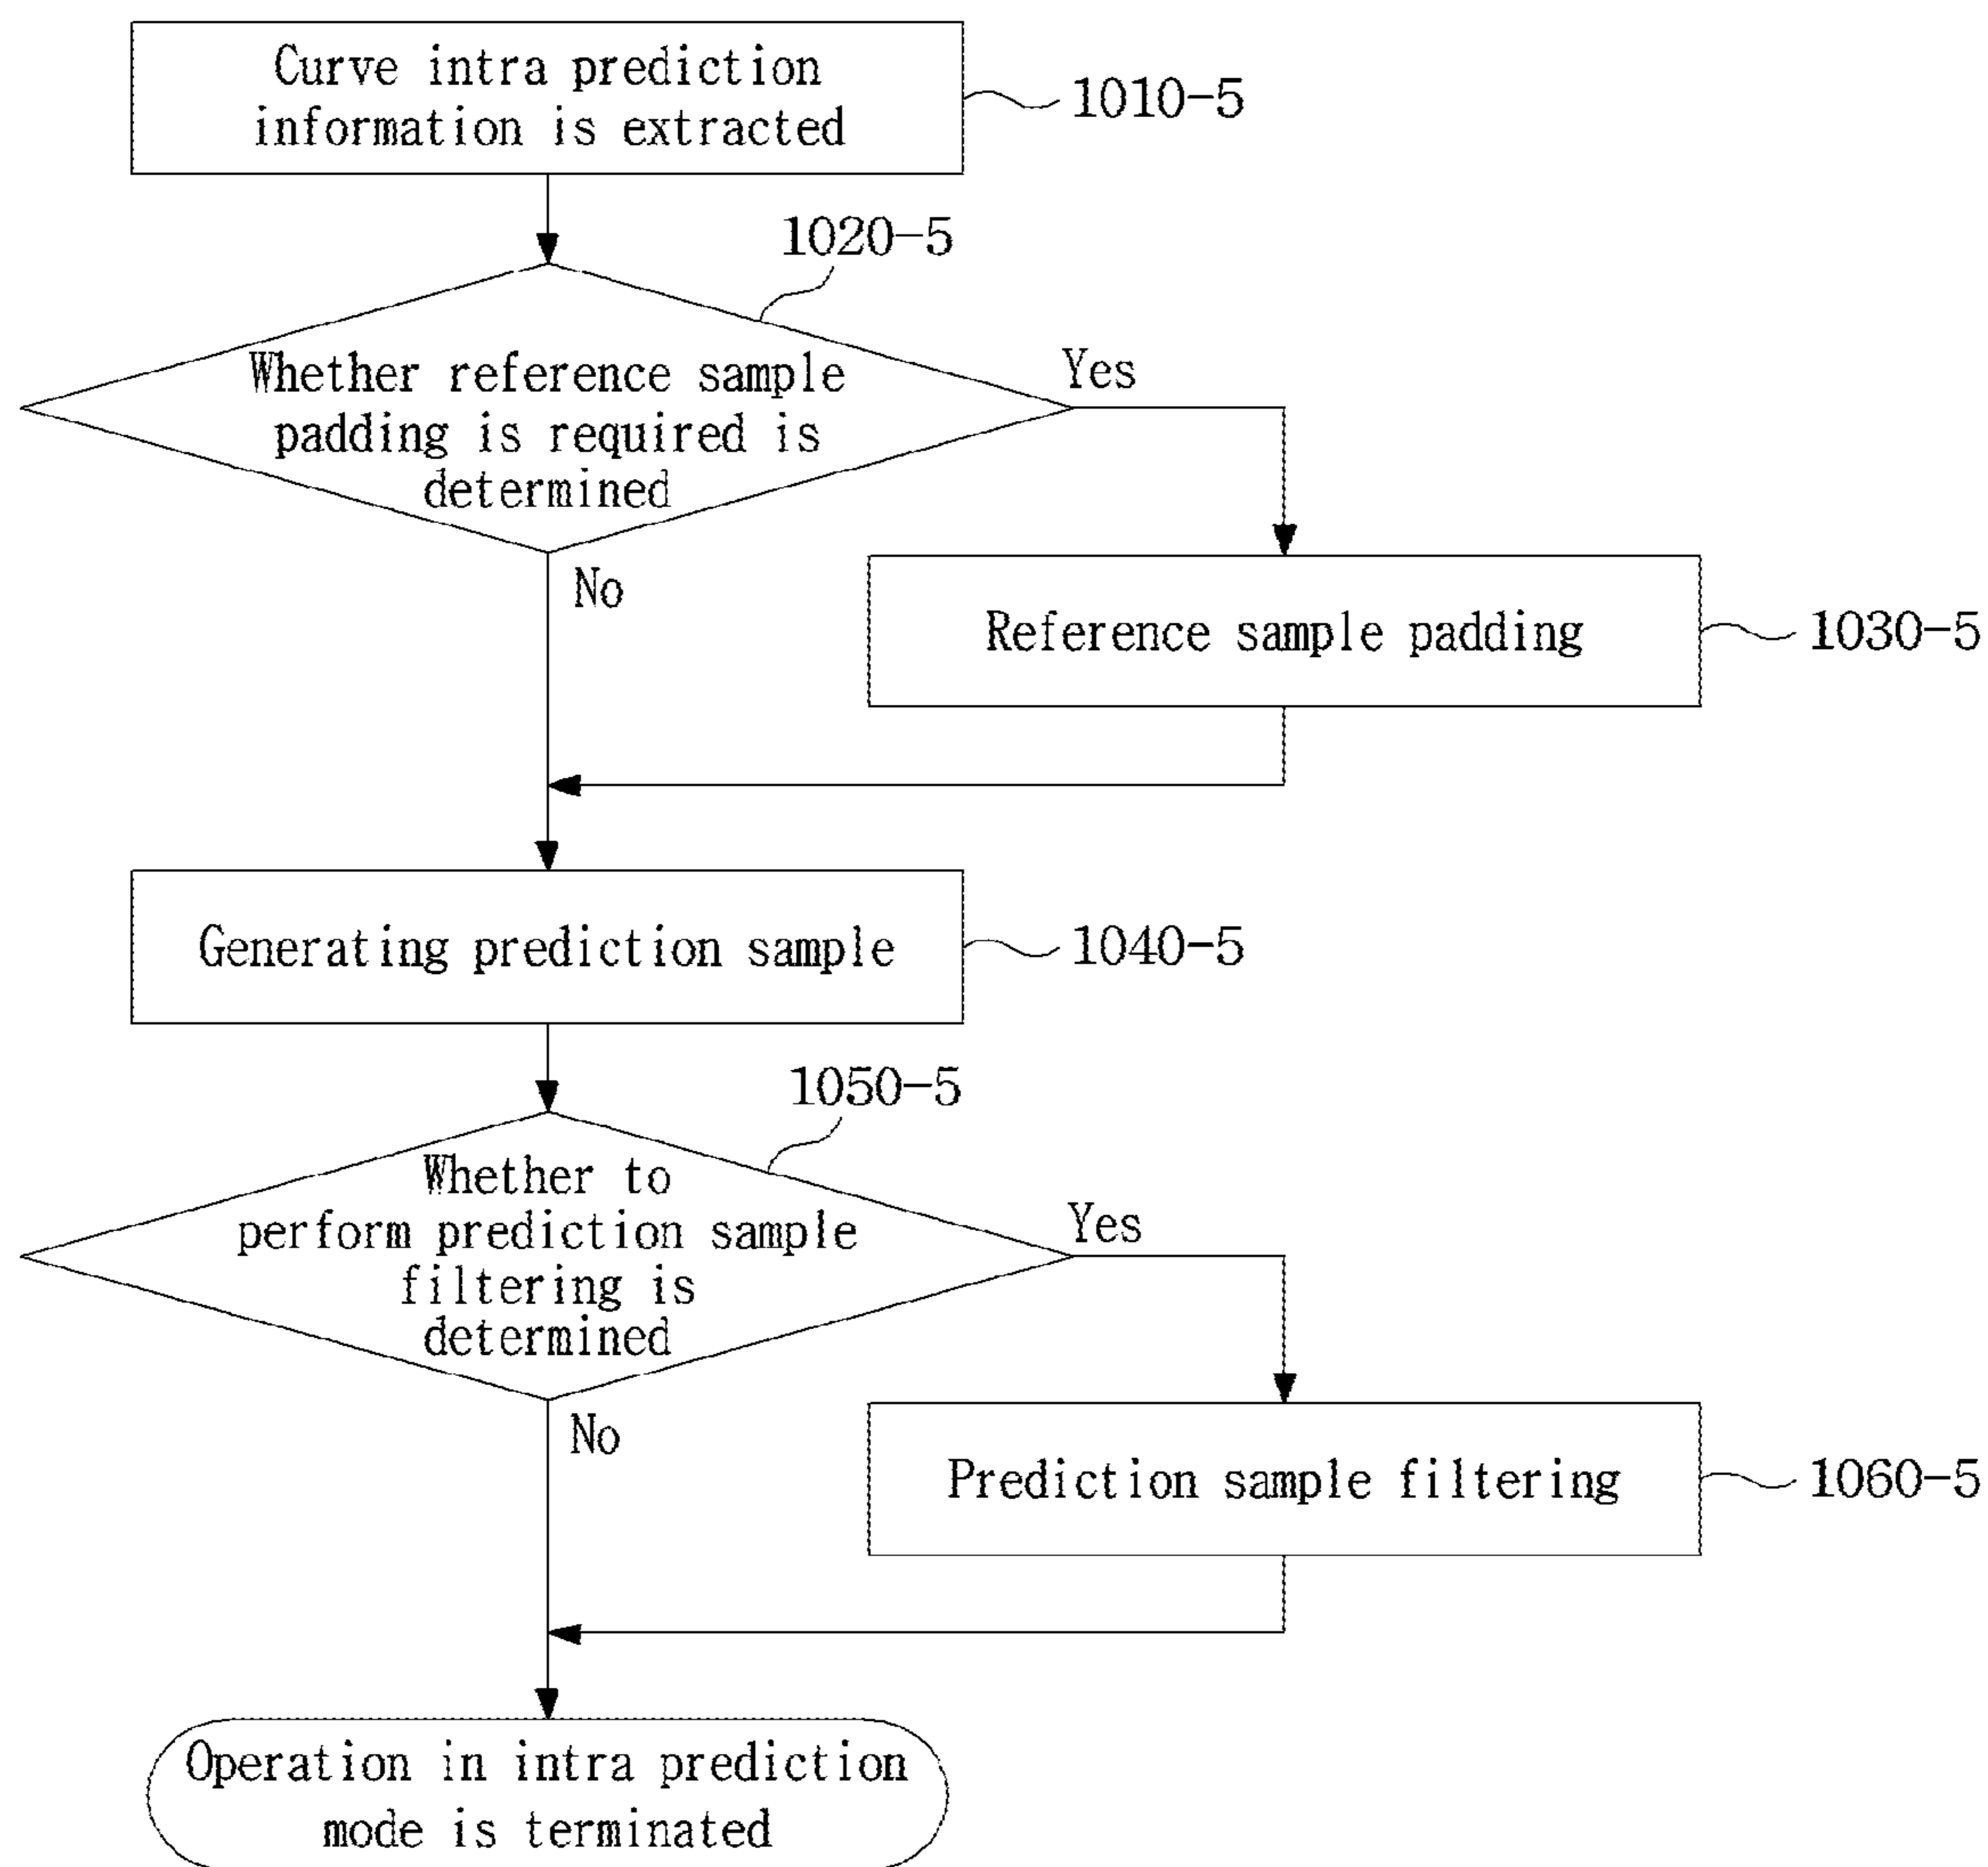 Curve intra prediction
information is extracted
1010-5
1020-5
Whether reference sample
padding is required is
determined
Yes
No
Reference sample padding
1030-5
Generating prediction sample
1040-5
1050-5
Whether to
perform prediction sample
filtering is
determined
Yes
No
Prediction sample filtering
1060-5
Operation in intra prediction
mode is terminated